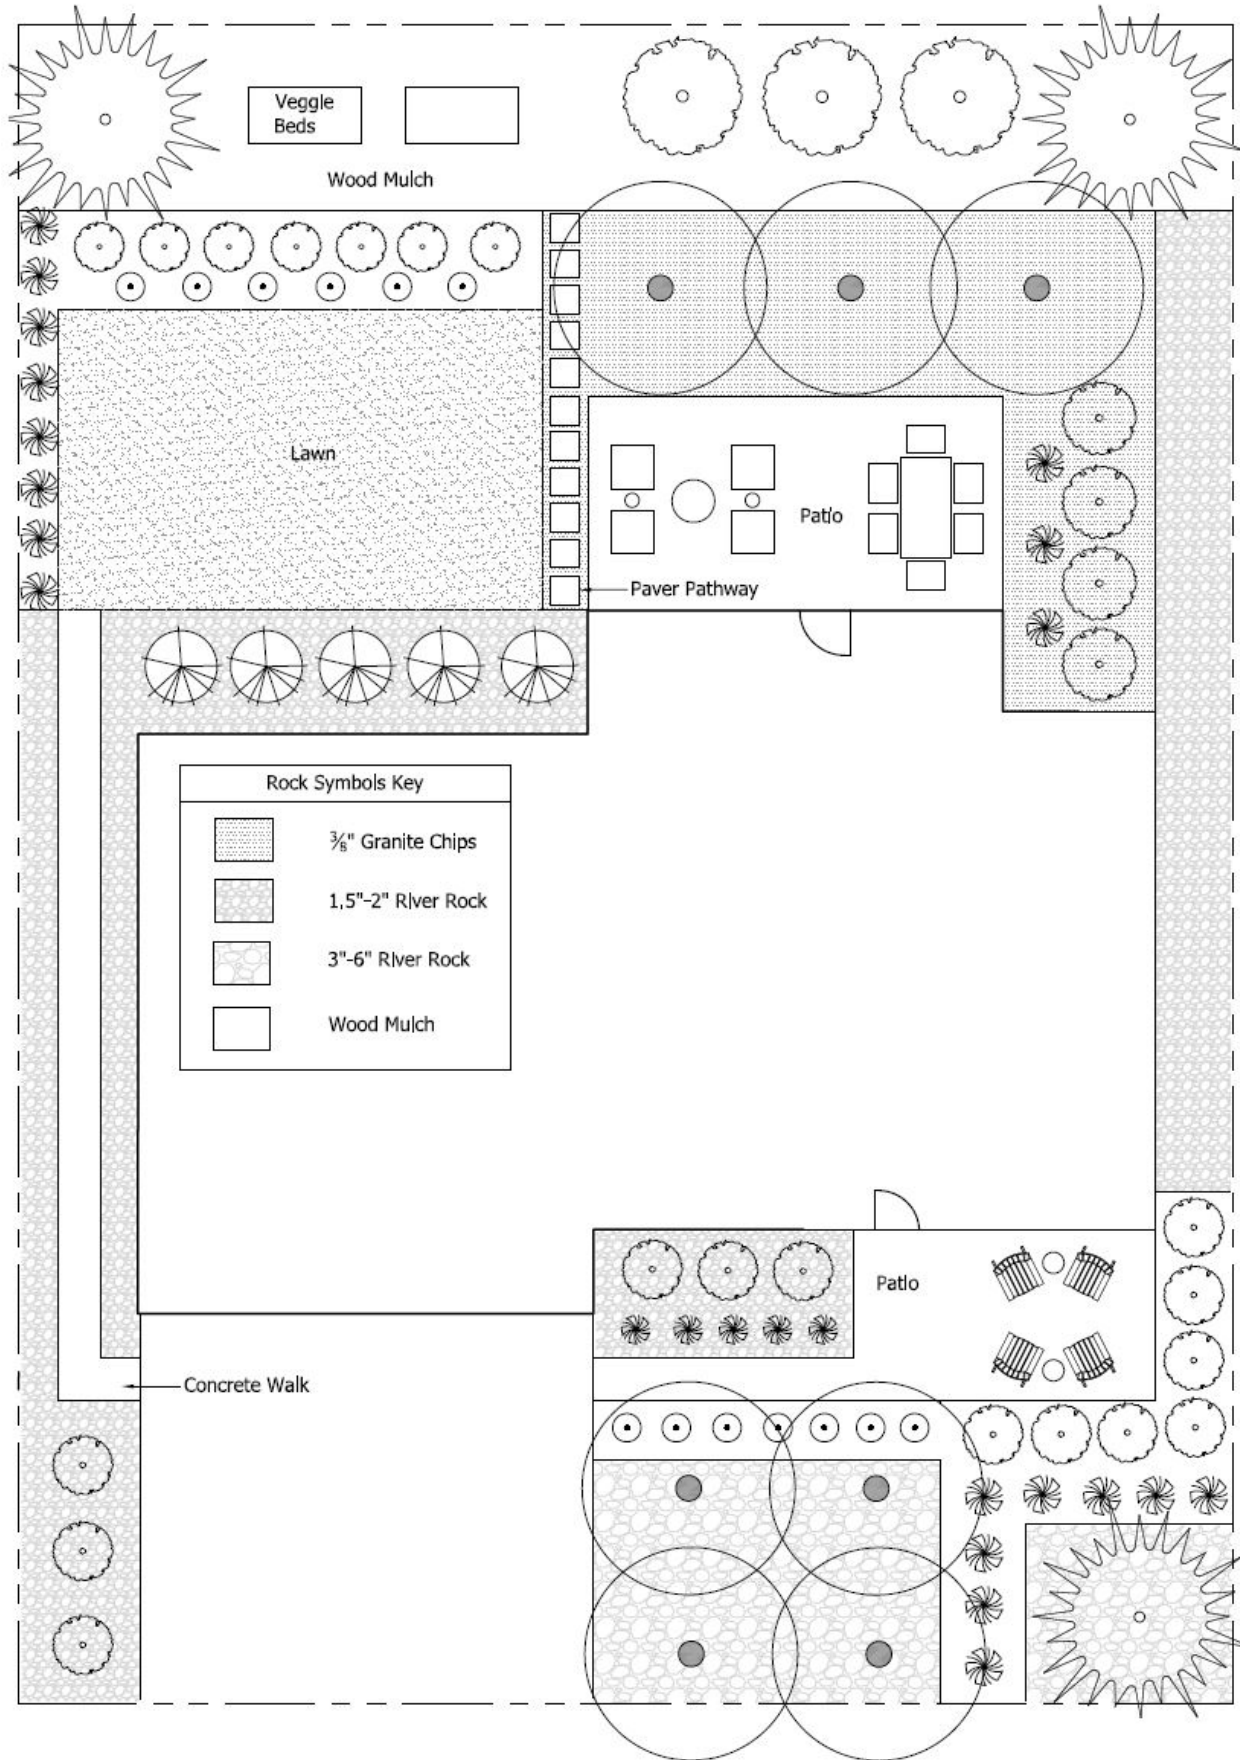 Veggie
Beds
Wood Mulch
Lawn
Patio
Paver Pathway
Rock Symbols Key
⅜" Granite Chips
1.5"-2" River Rock
3"-6" River Rock
Wood Mulch
Patio
Concrete Walk